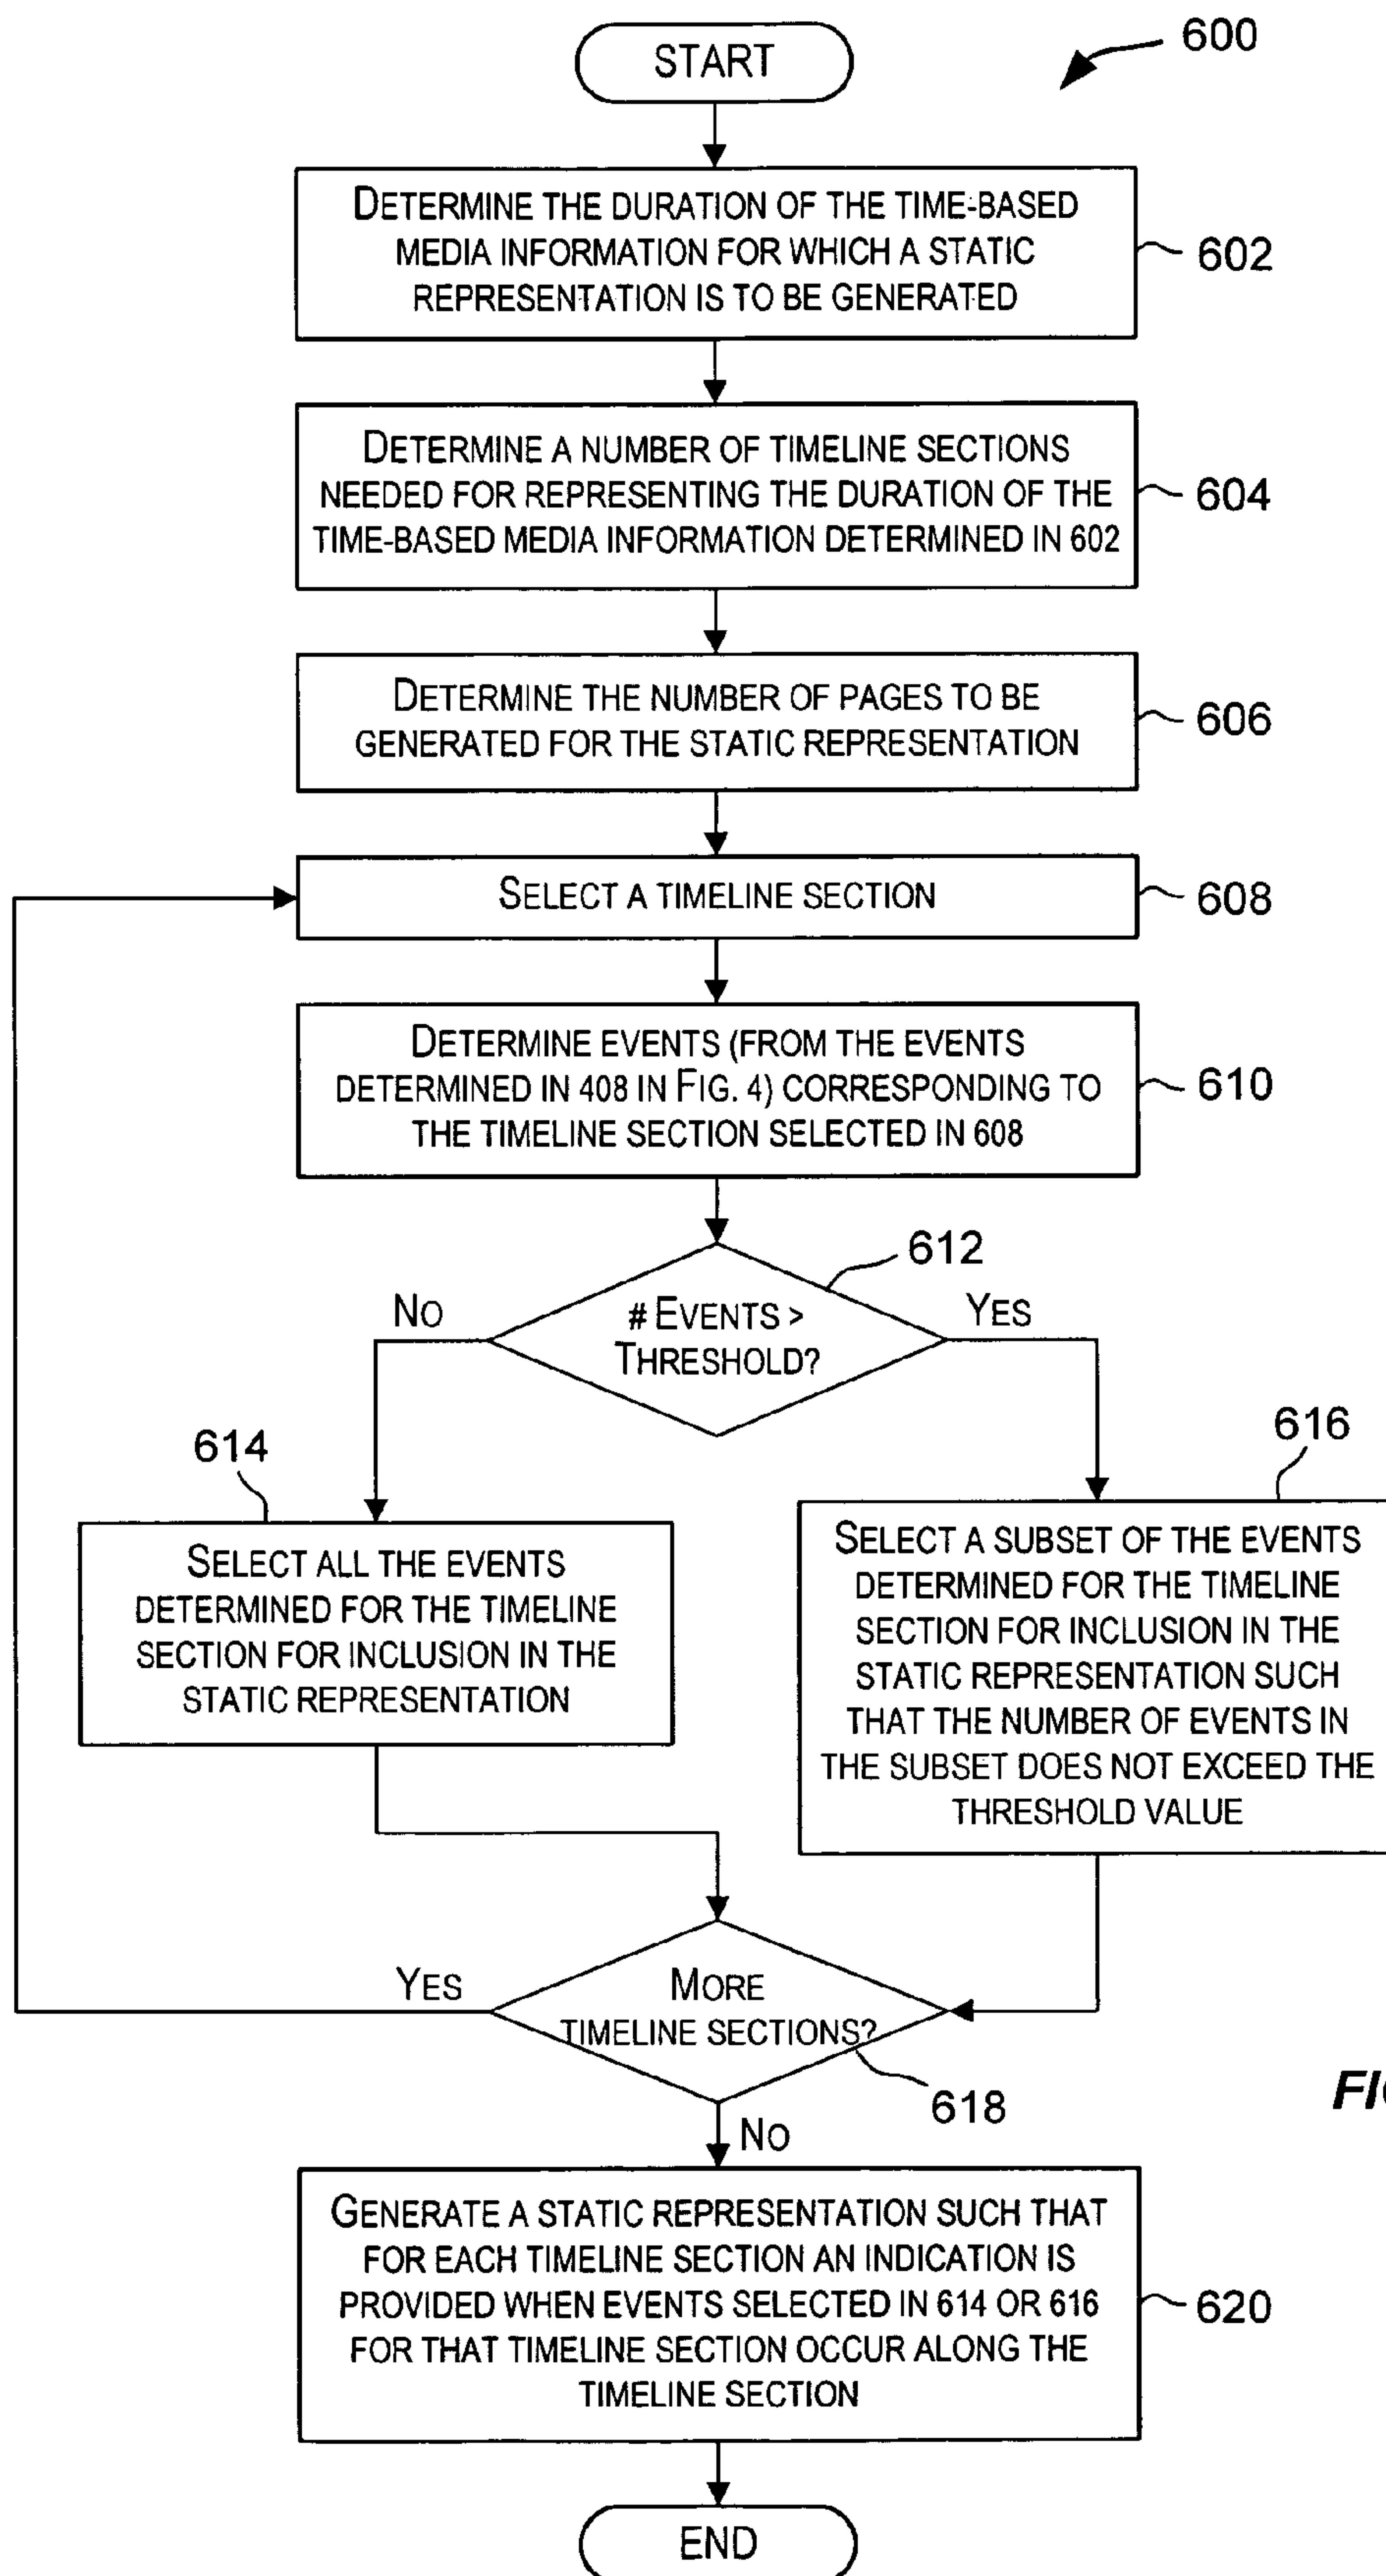 START
600
DETERMINE THE DURATION OF THE TIME-BASED
MEDIA INFORMATION FOR WHICH A STATIC
REPRESENTATION IS TO BE GENERATED
602
DETERMINE A NUMBER OF TIMELINE SECTIONS
NEEDED FOR REPRESENTING THE DURATION OF THE
TIME-BASED MEDIA INFORMATION DETERMINED IN 602
604
DETERMINE THE NUMBER OF PAGES TO BE
GENERATED FOR THE STATIC REPRESENTATION
606
SELECT A TIMELINE SECTION
608
DETERMINE EVENTS (FROM THE EVENTS
DETERMINED IN 408 IN FIG. 4) CORRESPONDING TO
THE TIMELINE SECTION SELECTED IN 608
610
612
NO
# EVENTS >
THRESHOLD?
YES
614
SELECT ALL THE EVENTS
DETERMINED FOR THE TIMELINE
SECTION FOR INCLUSION IN THE
STATIC REPRESENTATION
616
SELECT A SUBSET OF THE EVENTS
DETERMINED FOR THE TIMELINE
SECTION FOR INCLUSION IN THE
STATIC REPRESENTATION SUCH
THAT THE NUMBER OF EVENTS IN
THE SUBSET DOES NOT EXCEED THE
THRESHOLD VALUE
YES
MORE
TIMELINE SECTIONS?
618
NO
GENERATE A STATIC REPRESENTATION SUCH THAT
FOR EACH TIMELINE SECTION AN INDICATION IS
PROVIDED WHEN EVENTS SELECTED IN 614 OR 616
FOR THAT TIMELINE SECTION OCCUR ALONG THE
TIMELINE SECTION
620
END